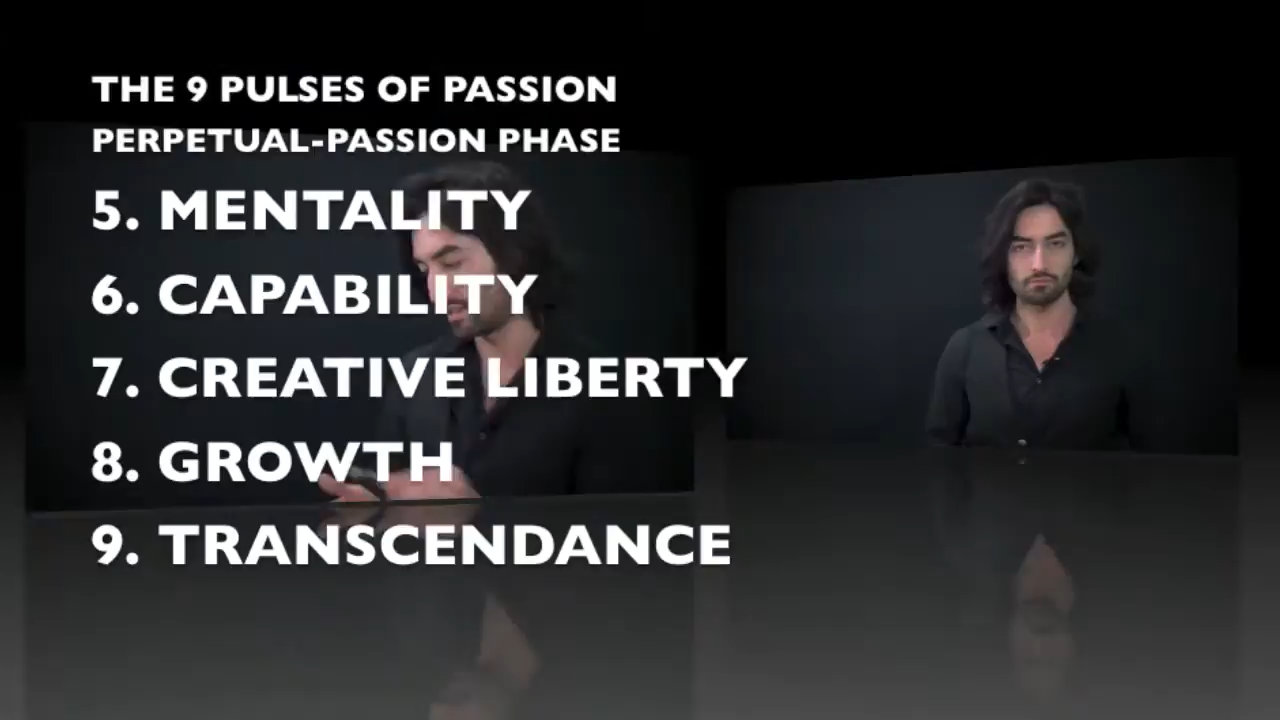 THE 9 PULSES OF PASSION
PERPETUAL-PASSION PHASE
5. MENTALITY
6. CAPABILITY
7. CREATIVE LIBERTY
8. GROWTH
9. TRANSCENDANCE